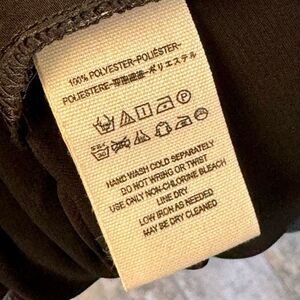 100% POLYESTER-POLIÉSTER-
POLIESTERE-聚酯纖維-ポリエステル
HAND WASH COLD SEPARATELY
DO NOT WRING OR TWIST
USE ONLY NON-CHLORINE BLEACH
LINE DRY
LOW IRON AS NEEDED
MAY BE DRY CLEANED